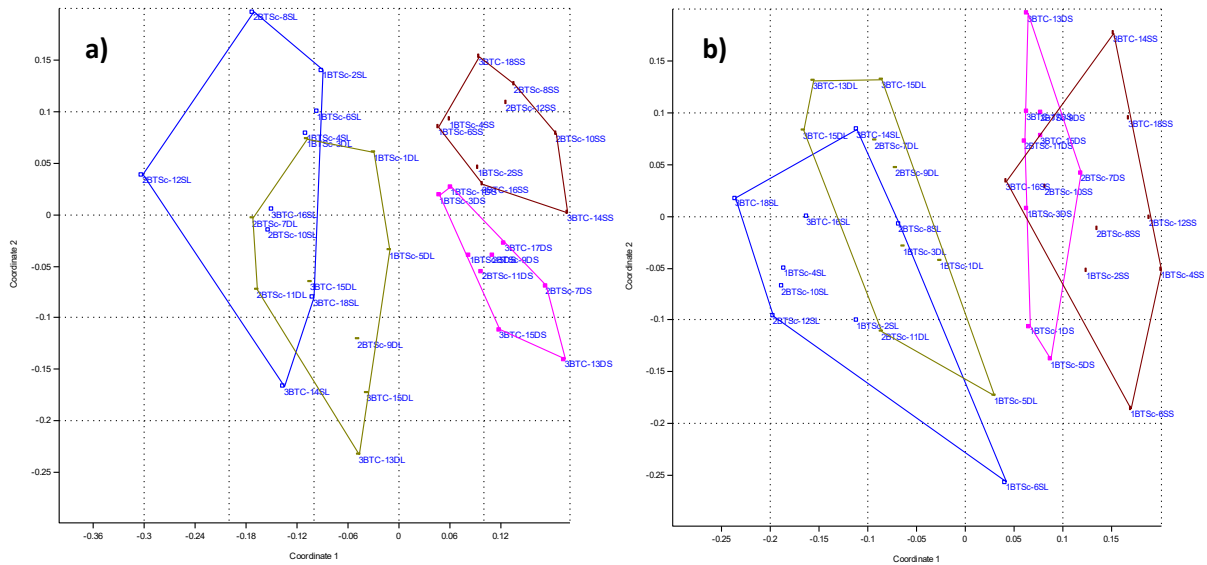 a)
2BTSc-8SL
1BTSc-2SL
1BTSc-6SL
1BTSc-4SL
1BTSc-3DL
1BTSc-1DL
2BTSc-12SL
3BTC-16SL
2BTSc-7DL
2BTSc-10SL
1BTSc-5DL
2BTSc-11DL
3BTC-15DL
3BTC-18SL
2BTSc-9DL
3BTC-14SL
3BTC-15DL
3BTC-13DL
3BTC-18SS
2BTSc-8SS
2BTSc-12SS
1BTSc-4SS
1BTSc-6SS
2BTSc-10SS
1BTSc-2SS
3BTC-16SS
1BTSc-3DS
3BTC-14SS
3BTC-17DS
2BTSc-9DS
2BTSc-11DS
2BTSc-7DS
3BTC-15DS
3BTC-13DS
0.15
0.1
0.05
0
-0.05
-0.1
-0.15
-0.2
-0.25
Coordinate 2
-0.36
-0.3
-0.24
-0.18
-0.12
-0.06
0
0.06
0.12
Coordinate 1
b)
3BTC-13DS
3BTC-14SS
3BTC-13DL
3BTC-15DL
3BTC-15DL
3BTC-14SL
2BTSc-7DL
2BTSc-9DL
3BTC-18SL
3BTC-16SL
2BTSc-8SL
1BTSc-3DL
1BTSc-1DL
1BTSc-4SL
2BTSc-10SL
2BTSc-12SL
1BTSc-2SL
2BTSc-11DL
1BTSc-5DL
1BTSc-6SL
2BTSc-9DS
3BTC-18SS
3BTC-15DS
2BTSc-11DS
2BTSc-7DS
3BTC-16SS
2BTSc-10SS
1BTSc-3DS
2BTSc-12SS
2BTSc-8SS
1BTSc-2SS
1BTSc-4SS
1BTSc-1DS
1BTSc-5DS
1BTSc-6SS
0.15
0.1
0.05
0
-0.05
-0.1
-0.15
-0.2
-0.25
Coordinate 2
-0.25
-0.2
-0.15
-0.1
-0.05
0
0.05
0.1
0.15
Coordinate 1